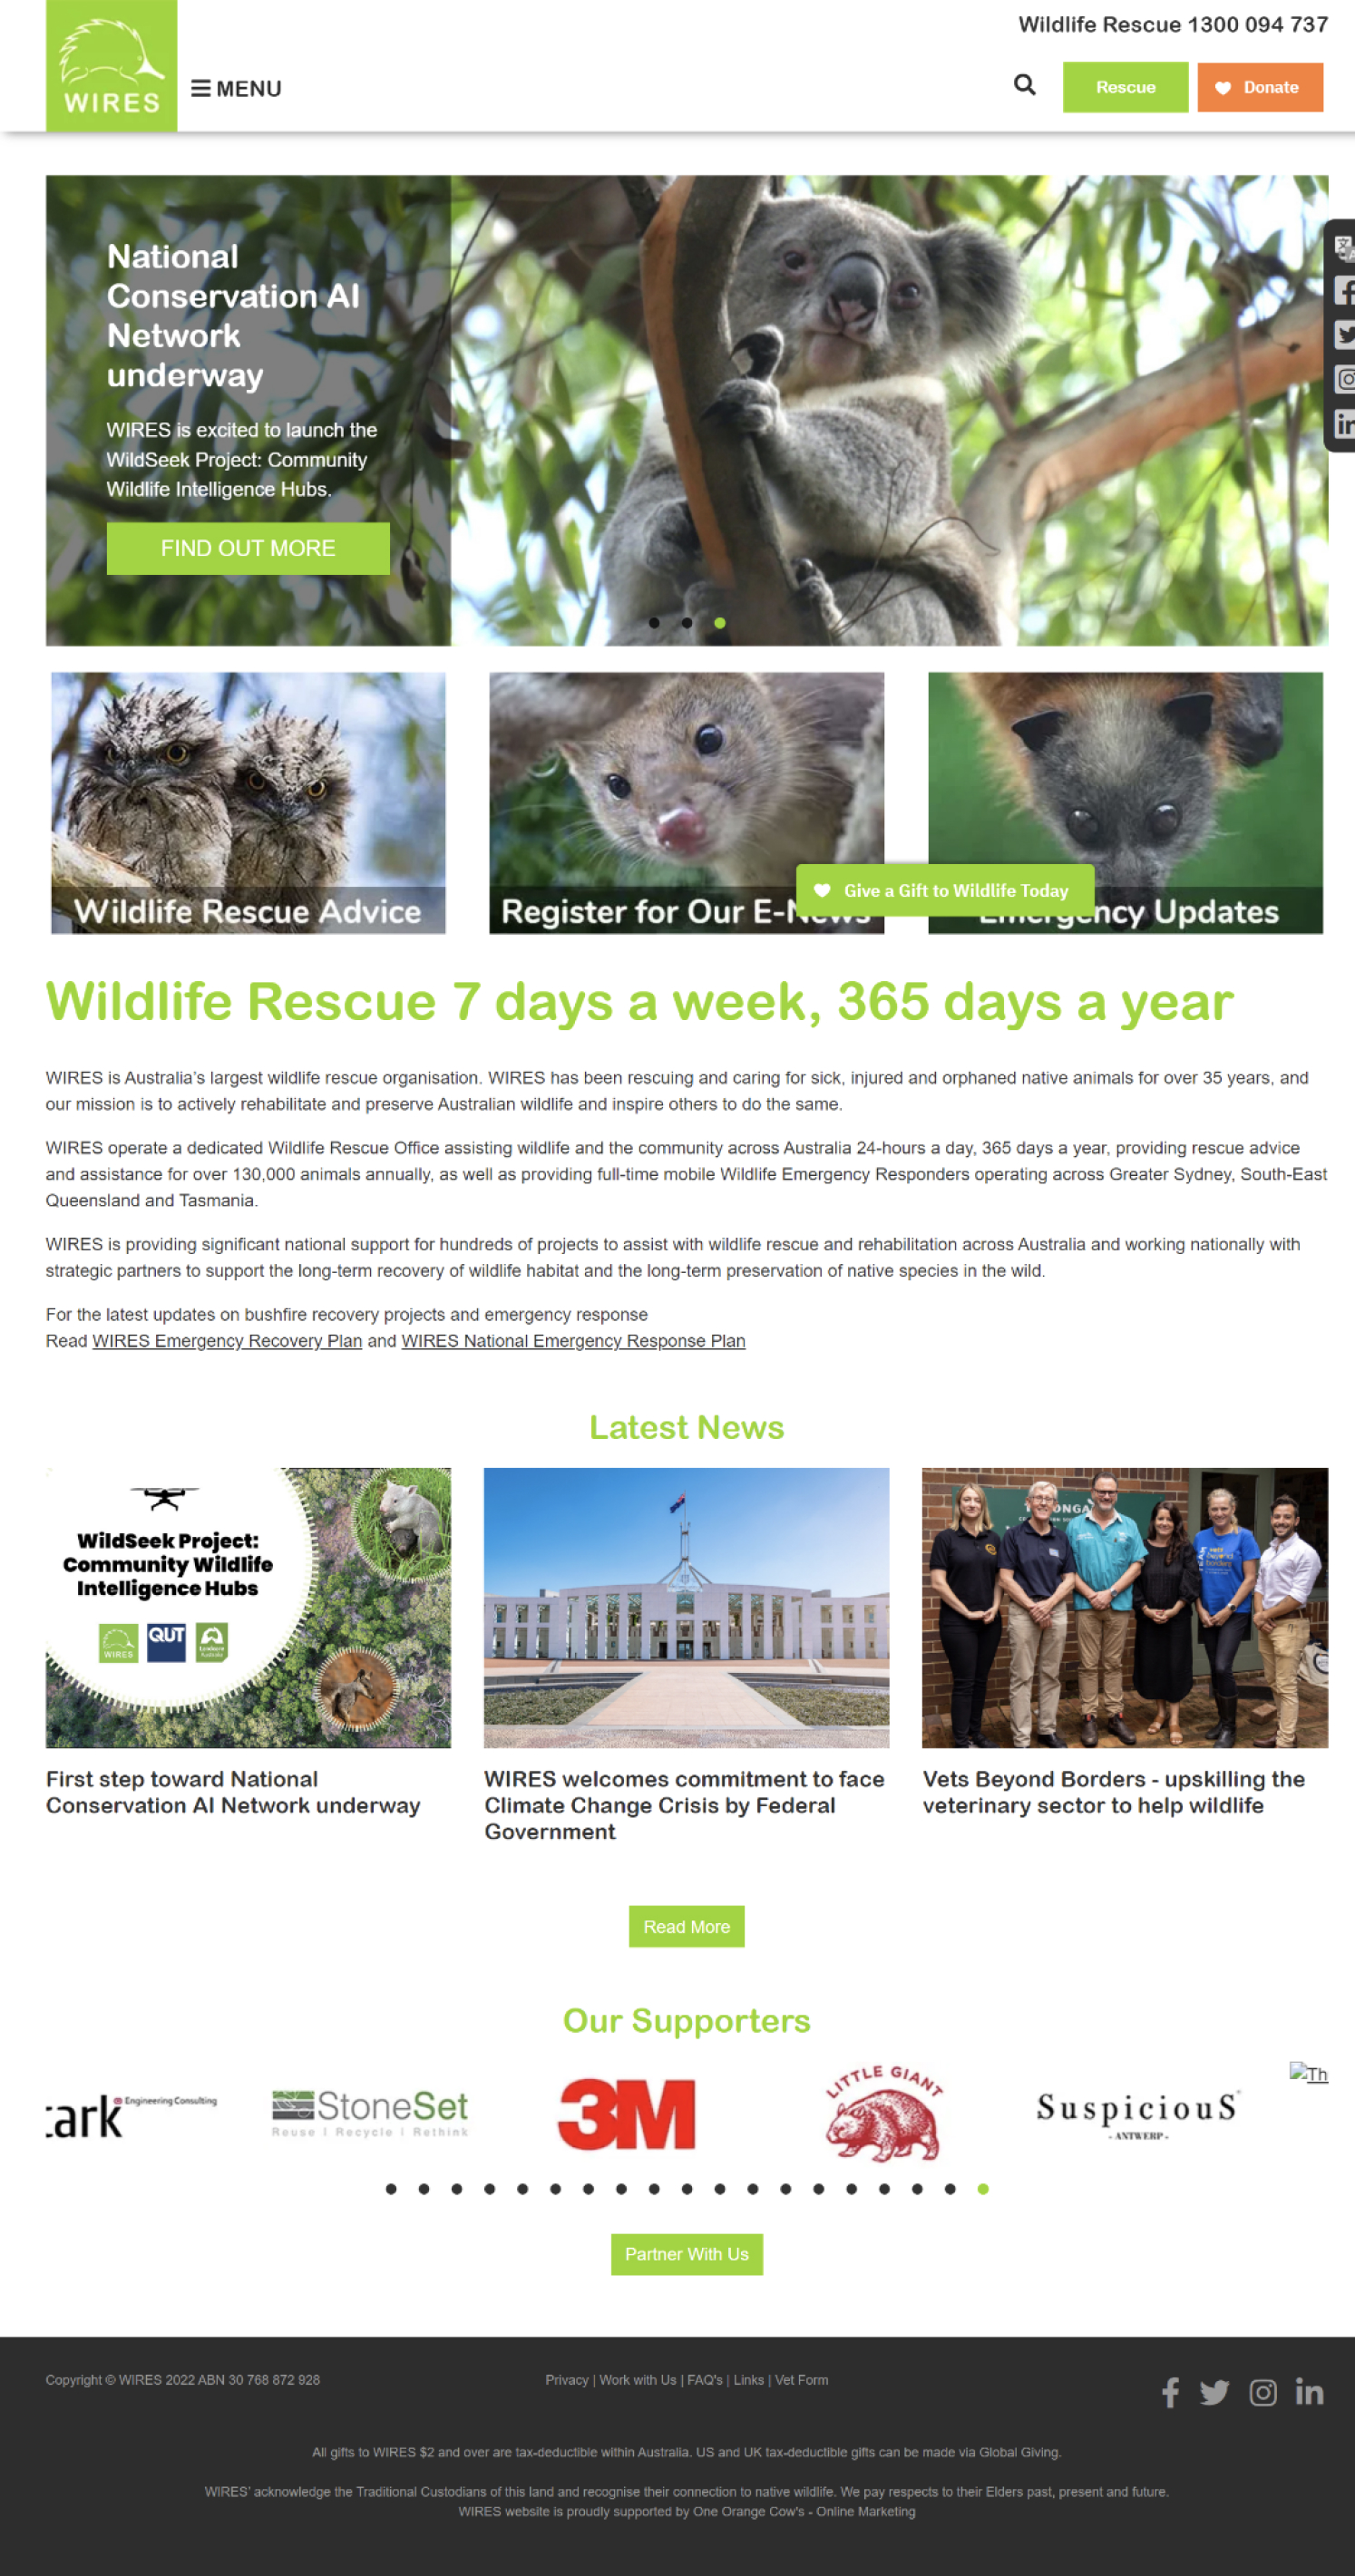 Wildlife Rescue 1300 094 737
WIRES
MENU
Rescue
Donate
National
Conservation AI
Network
underway
WIRES is excited to launch the
WildSeek Project: Community
Wildlife Intelligence Hubs.
FIND OUT MORE
Give a Gift to Wildlife Today
Wildlife Rescue Advice
Register for Our
Updates
Wildlife Rescue 7 days a week, 365 days a year
WIRES is Australia's largest wildlife rescue organisation. WIRES has been rescuing and caring for sick, injured and orphaned native animals for over 35 years, and
our mission is to actively rehabilitate and preserve Australian wildlife and inspire others to do the same.
WIRES operate a dedicated Wildlife Rescue Office assisting wildlife and the community across Australia 24-hours a day, 365 days a year, providing rescue advice
and assistance for over 130,000 animals annually, as well as providing full-time mobile Wildlife Emergency Responders operating across Greater Sydney, South-East
Queensland and Tasmania.
WIRES is providing significant national support for hundreds of projects to assist with wildlife rescue and rehabilitation across Australia and working nationally with
strategic partners to support the long-term recovery of wildlife habitat and the long-term preservation of native species in the wild.
For the latest updates on bushfire recovery projects and emergency response
Read WIRES Emergency Recovery Plan and WIRES National Emergency Response Plan
Latest News
WildSeek Project:
Community Wildlife
Intelligence Hubs
WIRES
QUT
First step toward National
Conservation AI Network underway
WIRES welcomes commitment to face
Climate Change Crisis by Federal
Government
Vets Beyond Borders - upskilling the
veterinary sector to help wildlife
Read More
Our Supporters
ark Engineering Consulting
StoneSet
Reuse | Recycle | Rethink
3M
LITTLE GIANT
SuspiciouS
- ANTWERP -
Th
Partner With Us
Copyright © WIRES 2022 ABN 30 768 872 928
Privacy | Work with Us | FAQ's | Links | Vet Form
All gifts to WIRES $2 and over are tax-deductible within Australia. US and UK tax-deductible gifts can be made via Global Giving.
WIRES' acknowledge the Traditional Custodians of this land and recognise their connection to native wildlife. We pay respects to their Elders past, present and future.
WIRES website is proudly supported by One Orange Cow's - Online Marketing